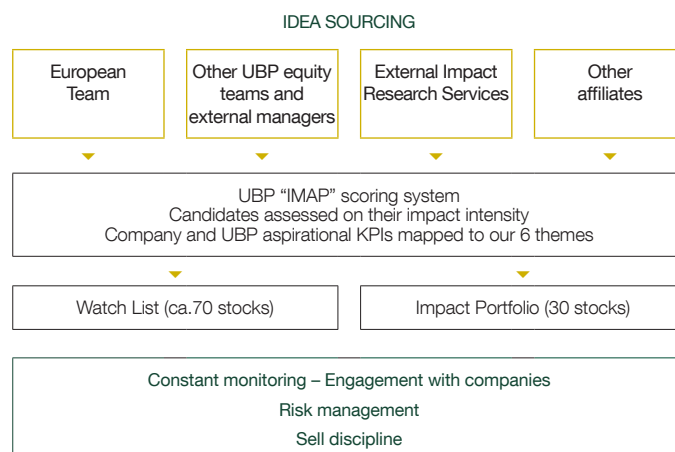 IDEA SOURCING
European
Team
Other UBP equity
teams and
external managers
External Impact
Research Services
Other
affiliates
UBP “IMAP” scoring system
Candidates assessed on their impact intensity
Company and UBP aspirational KPIs mapped to our 6 themes
Watch List (ca.70 stocks)
Impact Portfolio (30 stocks)
Constant monitoring – Engagement with companies
Risk management
Sell discipline